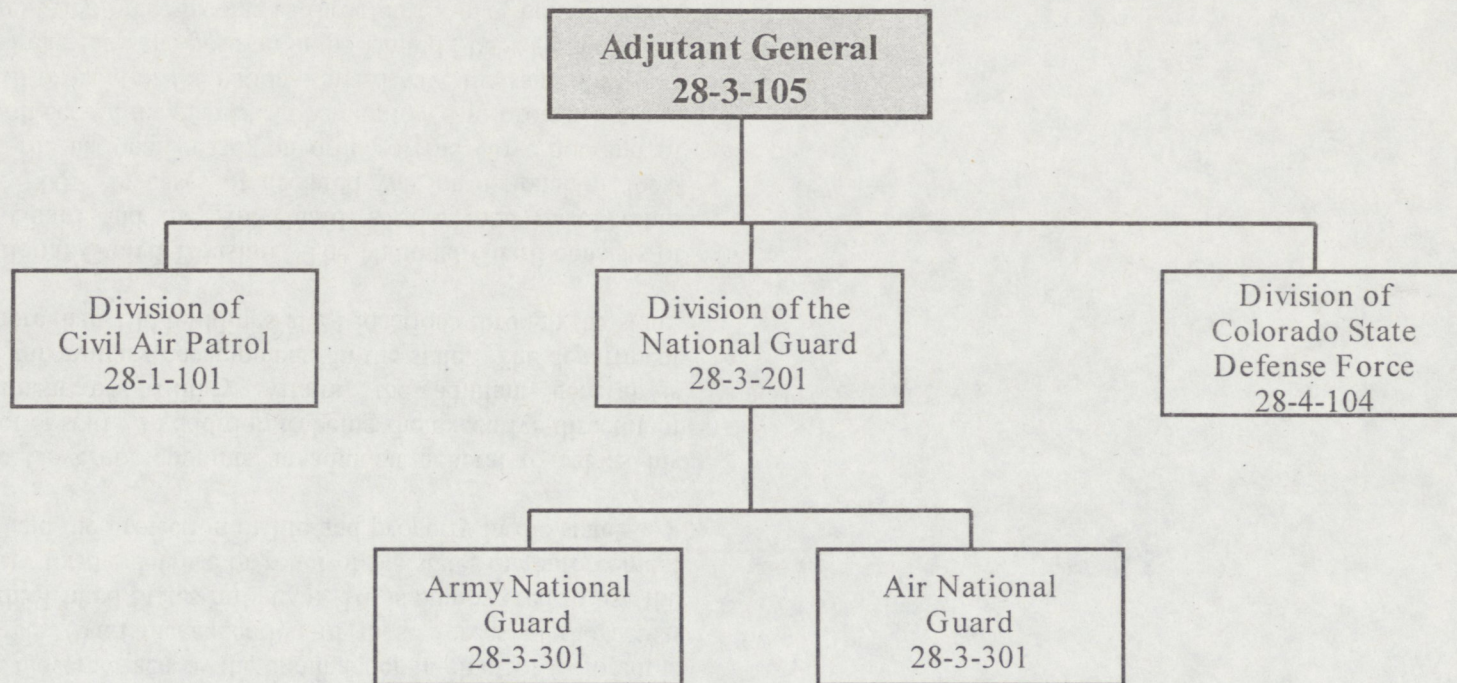 Adjutant General
28-3-105
Division of
Civil Air Patrol
28-1-101
Division of the
National Guard
28-3-201
Division of
Colorado State
Defense Force
28-4-104
Army National
Guard
28-3-301
Air National
Guard
28-3-301